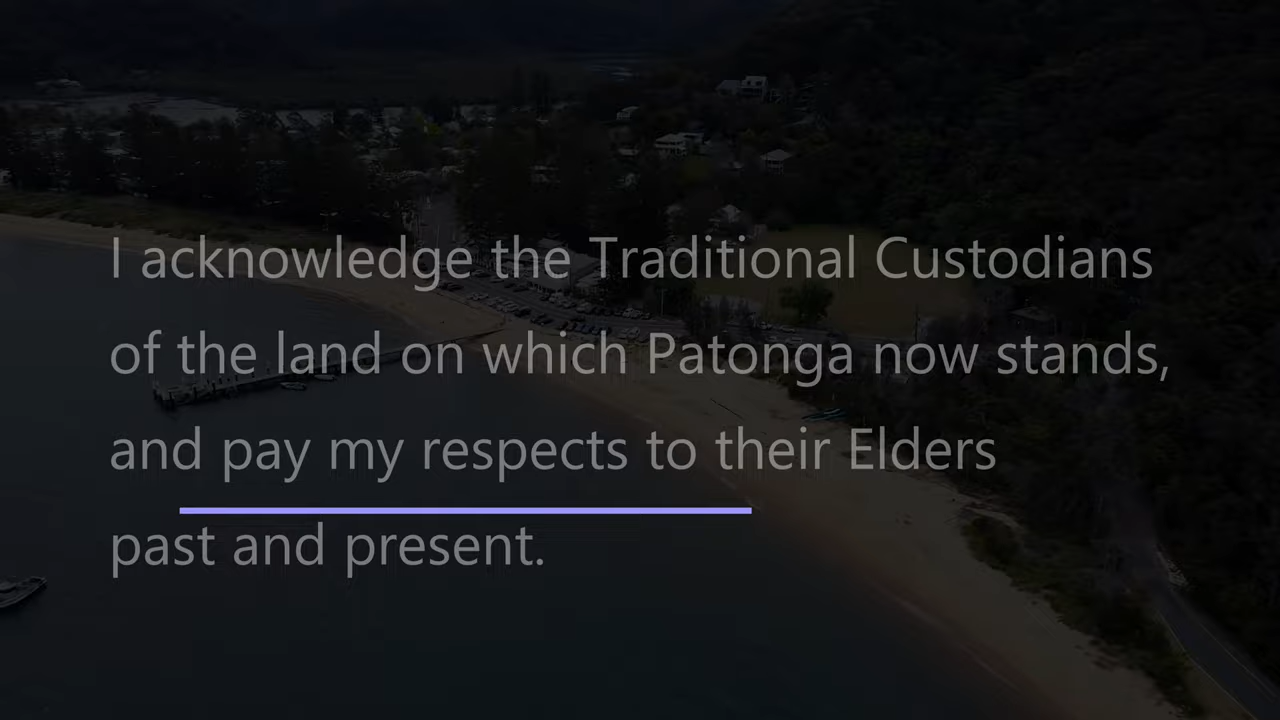 I acknowledge the Traditional Custodians
of the land on which Patonga now stands,
and pay my respects to their Elders
past and present.